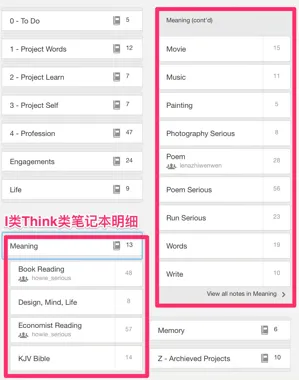 0 - To Do 5
1 - Project Words 12
2 - Project Learn 7
3 - Project Self 7
4 - Profession 47
Engagements 24
Life 9
I类Think类笔记本明细
Meaning 13
Book Reading 48
howie_serious
Design, Mind, Life 8
Economist Reading 57
howie_serious
KJV Bible 14
Meaning (cont'd)
Movie 15
Music 11
Painting 5
Photography Serious 8
Poem 28
lenazhierenwen
Poem Serious 56
Run Serious 23
Words 19
Write 10
View all notes in Meaning
Memory 6
Z - Archieved Projects 10